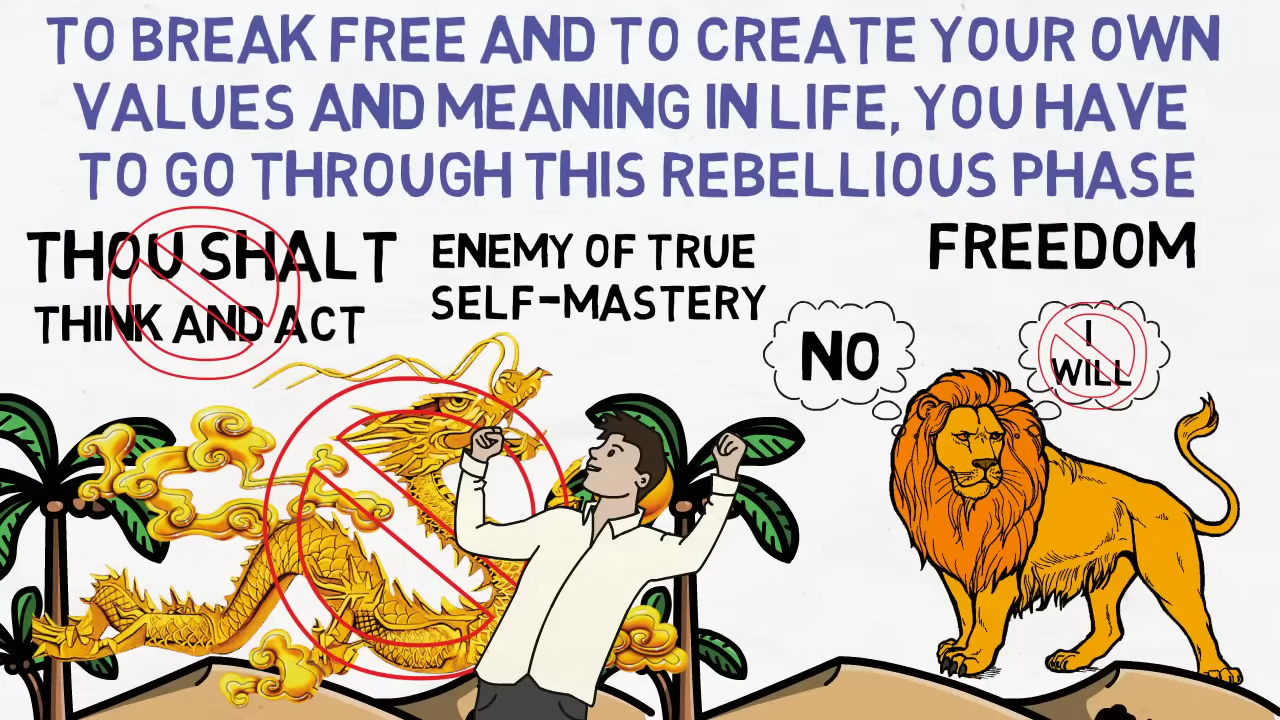 TO BREAK FREE AND TO CREATE YOUR OWN
VALUES AND MEANING IN LIFE, YOU HAVE
TO GO THROUGH THIS REBELLIOUS PHASE
THOU SHALT
THINK AND ACT
ENEMY OF TRUE
SELF-MASTERY
FREEDOM
NO
I
WILL